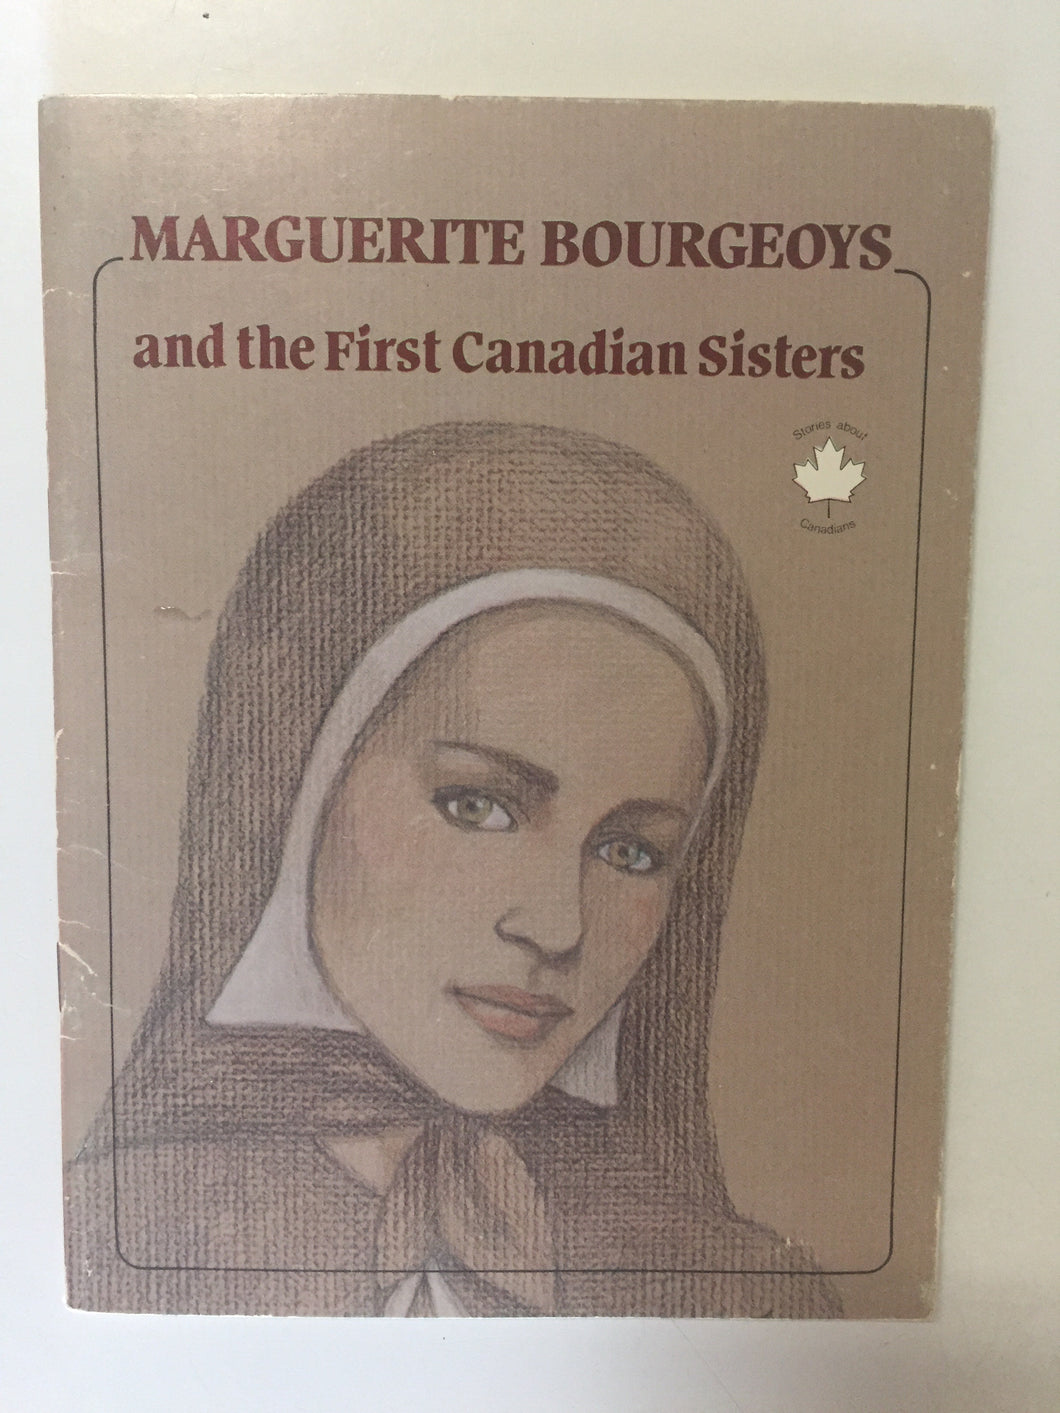 MARGUERITE BOURGEOYS
and the First Canadian Sisters
Stories about
Canadians